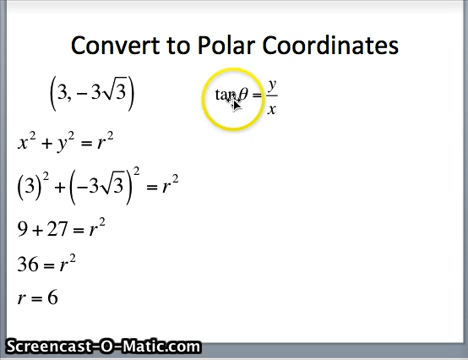 Convert to Polar Coordinates
(3, −3√3)
tan θ = y/x
x² + y² = r²
(3)² + (−3√3)² = r²
9 + 27 = r²
36 = r²
r = 6
Screencast-O-Matic.com